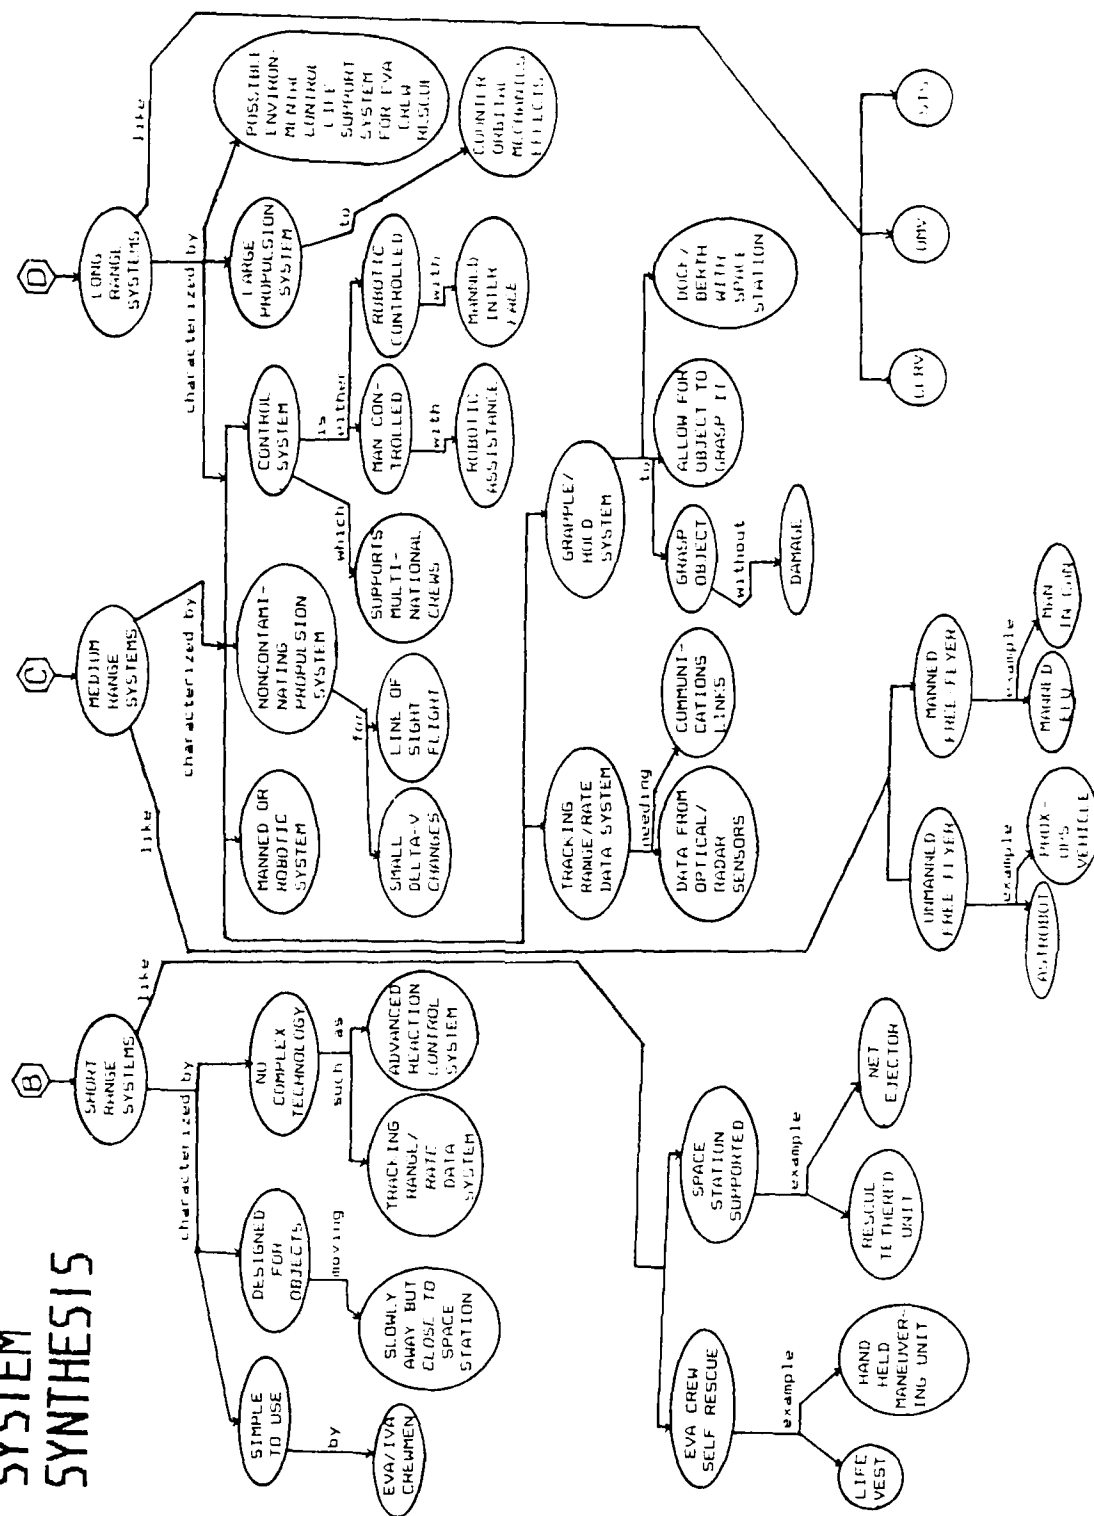 SYSTEM
SYNTHESIS
B
SHORT
RANGE
SYSTEMS
characterized by
like
SIMPLE
TO USE
by
EVA/IVA
CREWMEN
DESIGNED
FOR
OBJECTS
moving
SLOWLY
AWAY BUT
CLOSE TO
SPACE
STATION
NO
COMPLEX
TECHNOLOGY
such as
TRACKING
RANGE/
RATE
DATA
SYSTEM
ADVANCED
REACTION
CONTROL
SYSTEM
EVA CREW
SELF RESCUE
example
LIFE
VEST
HAND
HELD
MANEUVER-
ING UNIT
SPACE
STATION
SUPPORTED
example
RESCUE
TETHERED
UNIT
NET
EJECTOR
C
MEDIUM
RANGE
SYSTEMS
like
characterized by
MANNED OR
ROBOTIC
SYSTEM
NONCONTAMI-
NATING
PROPULSION
SYSTEM
for
SMALL
DELTA-V
CHANGES
LINE OF
SIGHT
FLIGHT
CONTROL
SYSTEM
which
SUPPORTS
MULTI-
NATIONAL
CREWS
is
either
MAN CON-
TROLLED
with
ROBOTIC
ASSISTANCE
ROBOTIC
CONTROLLED
with
MANNED
INTER
FACE
TRACKING
RANGE/RATE
DATA SYSTEM
needing
DATA FROM
OPTICAL/
RADAR
SENSORS
COMMUNI-
CATIONS
LINKS
GRAPPLE/
HOLD
SYSTEM
to
GRASP
OBJECT
without
DAMAGE
ALLOW FOR
OBJECT TO
GRASP IT
DOCK/
BERTH
WITH
SPACE
STATION
UNMANNED
FREE FLYER
example
ASTROBOT
PROX-
OPS
VEHICLE
MANNED
FREE-FLYER
example
MANNED
MAN
IN CAN
D
LONG
RANGE
SYSTEMS
characterized by
like
LARGE
PROPULSION
SYSTEM
to
COUNTER
ORBITAL
MECHANICS
EFFECTS
POSSIBLE
ENVIRON-
MENTAL
CONTROL
LIFE
SUPPORT
SYSTEM
FOR EVA
CREW
RESCUE
CERV
OMV
STS